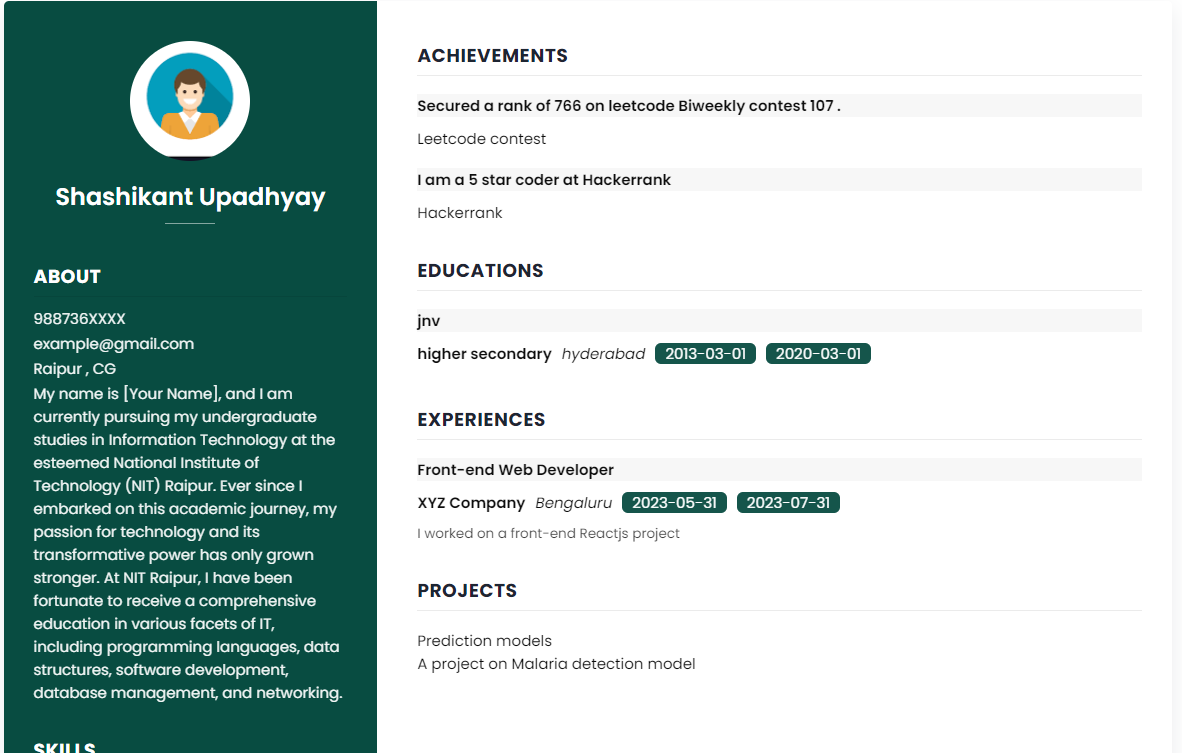 Shashikant Upadhyay
ABOUT
988736XXXX
example@gmail.com
Raipur , CG
My name is [Your Name], and I am
currently pursuing my undergraduate
studies in Information Technology at the
esteemed National Institute of
Technology (NIT) Raipur. Ever since I
embarked on this academic journey, my
passion for technology and its
transformative power has only grown
stronger. At NIT Raipur, I have been
fortunate to receive a comprehensive
education in various facets of IT,
including programming languages, data
structures, software development,
database management, and networking.
SKILLS
ACHIEVEMENTS
Secured a rank of 766 on leetcode Biweekly contest 107 .
Leetcode contest
I am a 5 star coder at Hackerrank
Hackerrank
EDUCATIONS
jnv
higher secondary hyderabad 2013-03-01 2020-03-01
EXPERIENCES
Front-end Web Developer
XYZ Company Bengaluru 2023-05-31 2023-07-31
I worked on a front-end Reactjs project
PROJECTS
Prediction models
A project on Malaria detection model